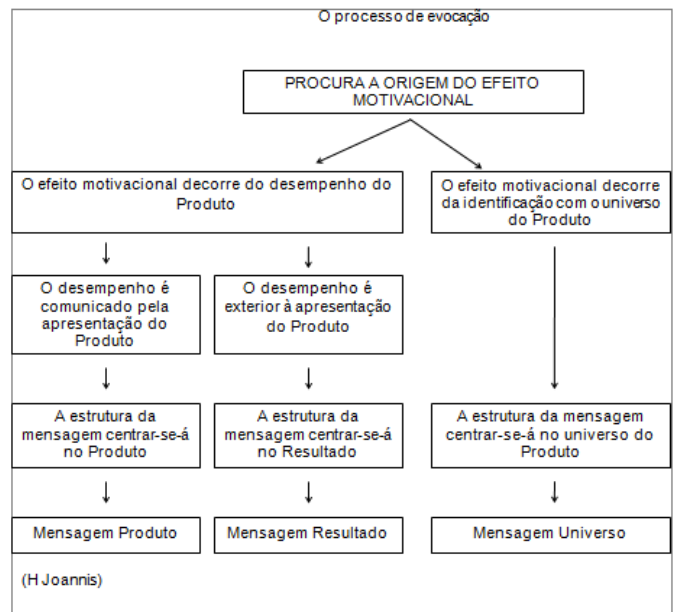 O processo de evocação
PROCURA A ORIGEM DO EFEITO
MOTIVACIONAL
O efeito motivacional decorre do desempenho do
Produto
O efeito motivacional decorre
da identificação com o universo
do Produto
O desempenho é
comunicado pela
apresentação do
Produto
O desempenho é
exterior à apresentação
do Produto
A estrutura da
mensagem centrar-se-á
no Produto
A estrutura da
mensagem centrar-se-á
no Resultado
A estrutura da mensagem
centrar-se-á no universo do
Produto
Mensagem Produto
Mensagem Resultado
Mensagem Universo
(H Joannis)